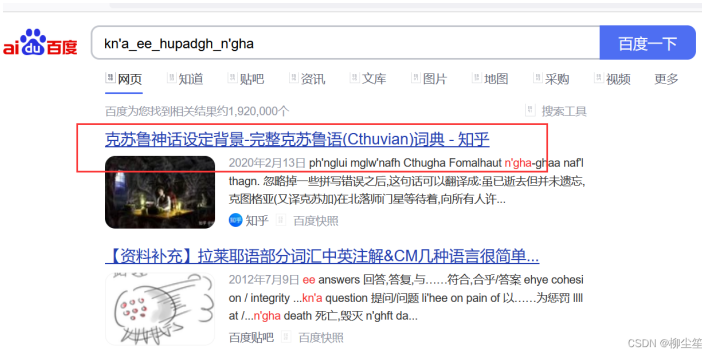 Bai du 百度
kn'a_ee_hupadgh_n'gha
百度一下
网页 知道 贴吧 资讯 文库 图片 地图 采购 视频 更多
百度为您找到相关结果约1,920,000个 搜索工具
克苏鲁神话设定背景-完整克苏鲁语(Cthuvian)词典 - 知乎
2020年2月13日 ph'nglui mglw'nafh Cthugha Fomalhaut n'gha-ghaa naf'l
thagn. 忽略掉一些拼写错误之后,这句话可以翻译成:虽已逝去但并未遗忘,
克图格亚(又译克苏加)在北落师门星等待着,向所有人许...
知乎 知乎 百度快照
【资料补充】拉莱耶语部分词汇中英注解&CM几种语言很简单...
2012年7月9日 ee answers 回答,答复,与……符合,合乎/答案 ehye cohesi
on / integrity ...kn'a question 提问/问题 li'hee on pain of 以……为惩罚 llll
at /...n'gha death 死亡,毁灭 n'ghft da...
百度贴吧 百度快照
CSDN @柳尘笙